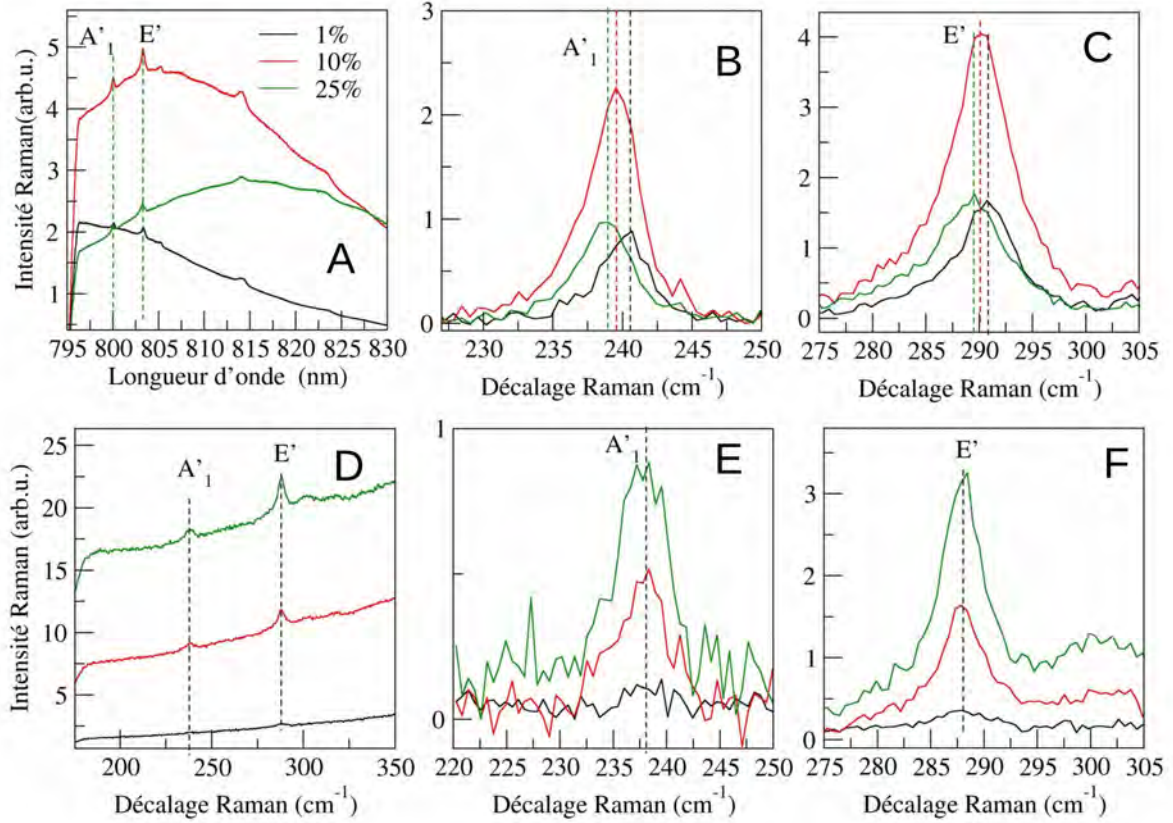 A'1 E' 1%
10%
25%
A
5
4
3
2
1
Intensité Raman(arb.u.)
795 800 805 810 815 820 825 830
Longueur d'onde (nm)
A'1 B
3
2
1
0
230 240 250
Décalage Raman (cm-1)
E' C
4
3
2
1
0
275 280 285 290 295 300 305
Décalage Raman (cm-1)
A'1 E' D
25
20
15
10
5
Intensité Raman (arb.u.)
200 250 300 350
Décalage Raman (cm-1)
A'1 E
1
0
220 225 230 235 240 245 250
Décalage Raman (cm-1)
E' F
3
2
1
0
275 280 285 290 295 300 305
Décalage Raman (cm-1)